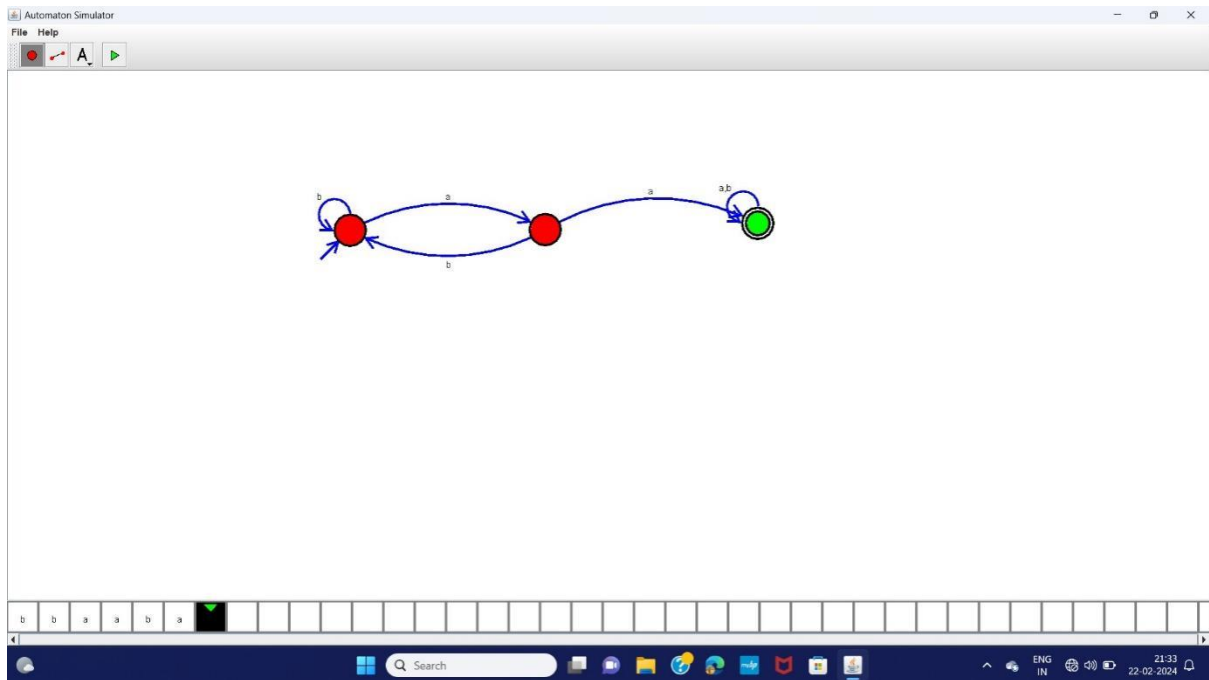 Automaton Simulator
File Help
A
a,b
b a a
b
b b a a b a
Search
ENG
IN
21:33
22-02-2024